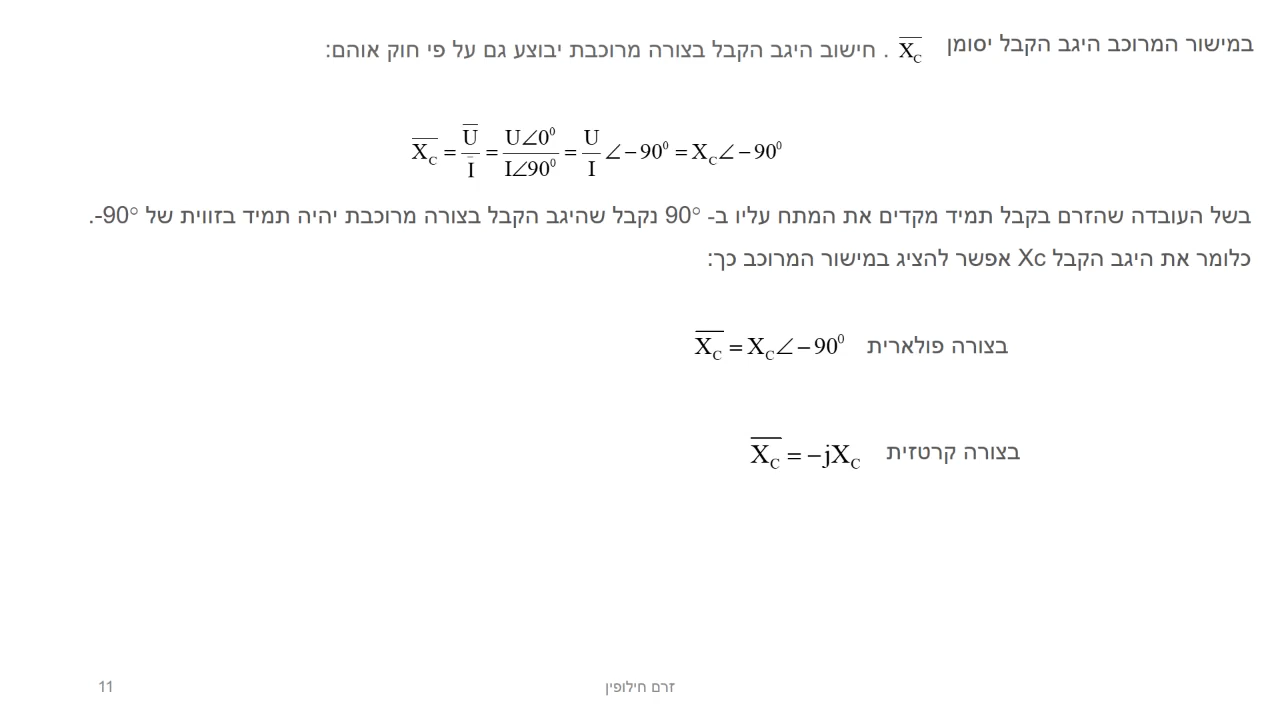 במישור המרוכב היגב הקבל יסומן X̅C . חישוב היגב הקבל בצורה מרוכבת יבוצע גם על פי חוק אוהם:
X̅C = U̅/I̅ = U∠0⁰/I∠90⁰ = U/I ∠−90⁰ = XC∠−90⁰
בשל העובדה שהזרם בקבל תמיד מקדים את המתח עליו ב- 90° נקבל שהיגב הקבל בצורה מרוכבת יהיה תמיד בזווית של 90°-.
כלומר את היגב הקבל Xc אפשר להציג במישור המרוכב כך:
בצורה פולארית X̅C = XC∠−90⁰
בצורה קרטזית X̅C = −jXC
זרם חילופין
11